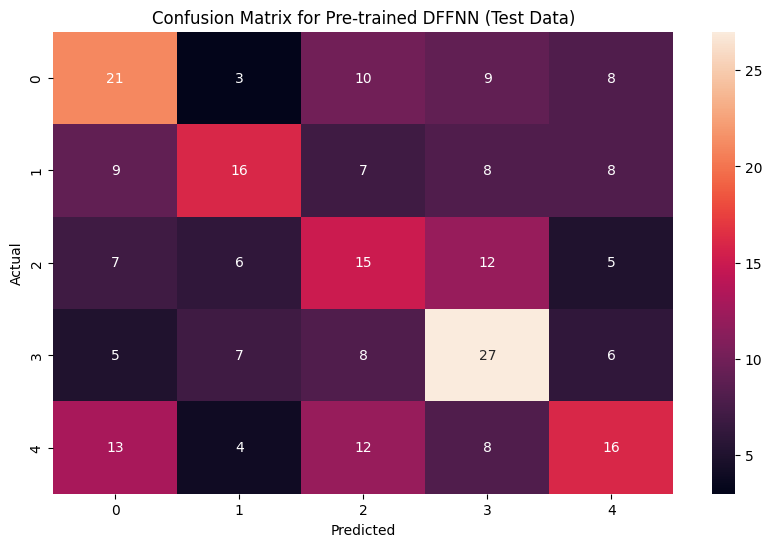 Confusion Matrix for Pre-trained DFFNN (Test Data)
0 21 3 10 9 8
1 9 16 7 8 8
2 7 6 15 12 5
3 5 7 8 27 6
4 13 4 12 8 16
0 1 2 3 4
Predicted
Actual
25
20
15
10
5